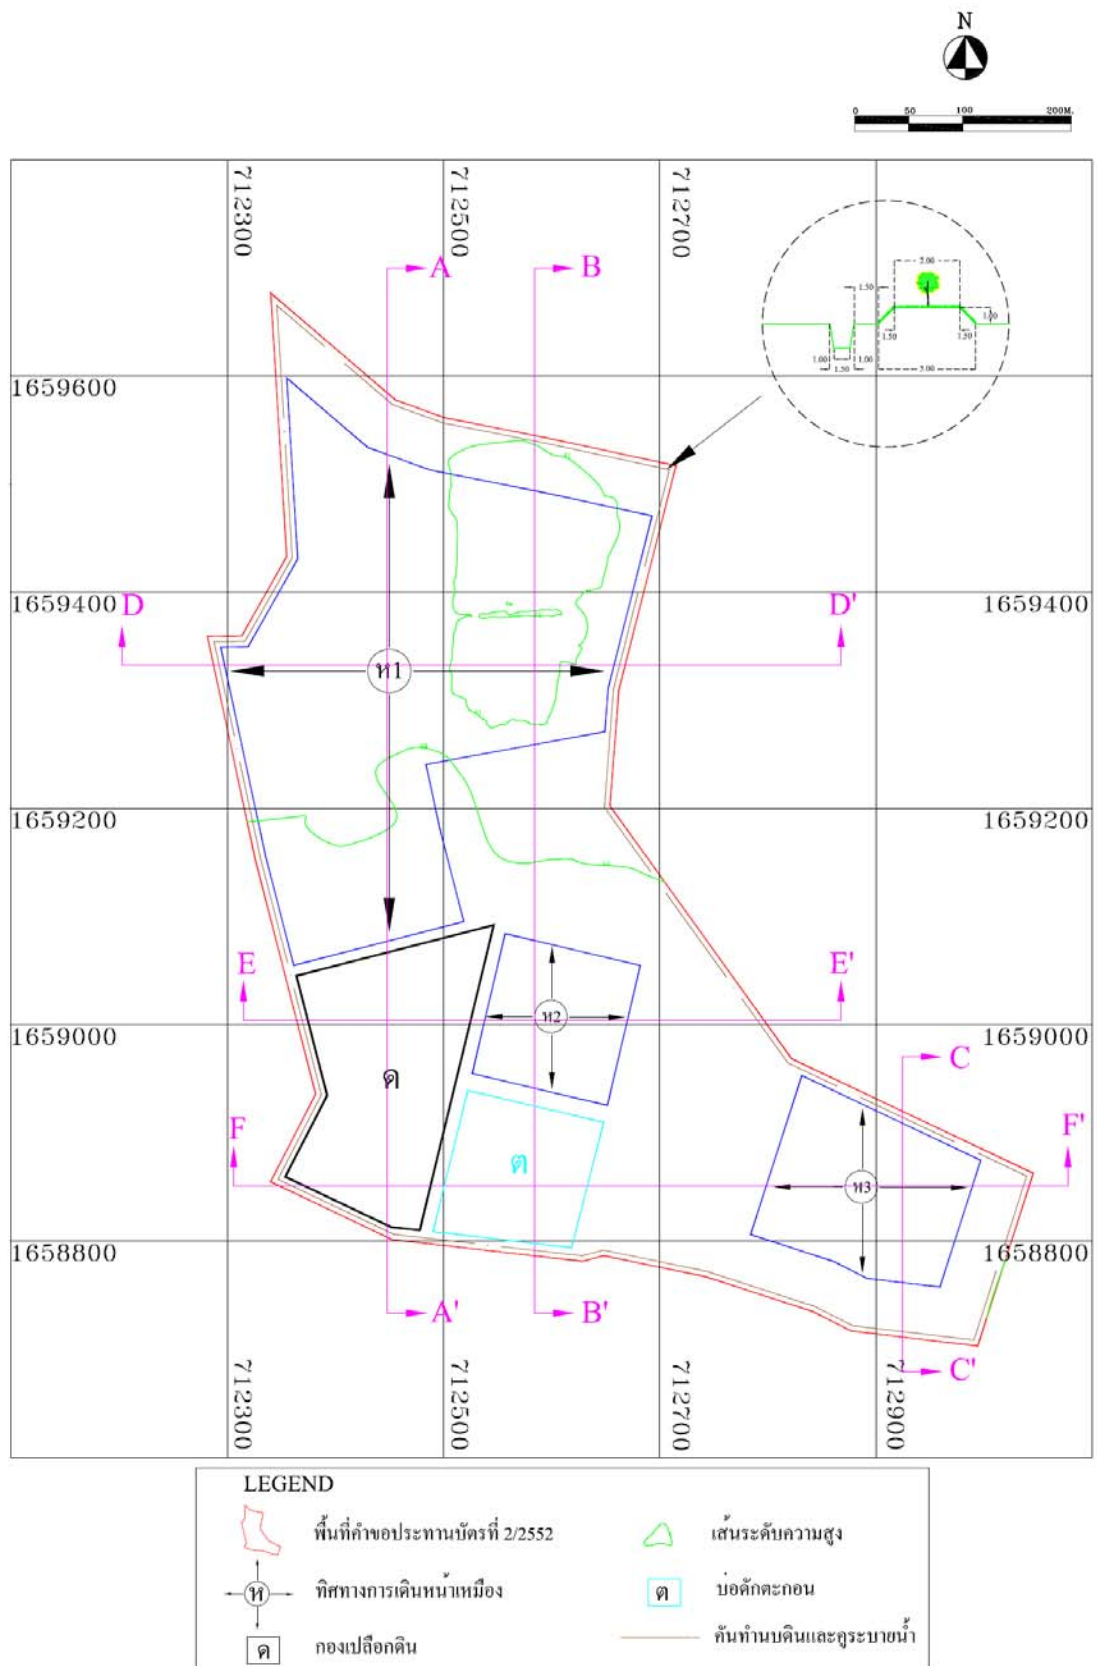 N
0 50 100 200M.
712300 712500 712700
A B
2.00
1.50
1.00
1.50 1.50
1.00 1.00
1.50 3.00
1659600
1659400 1659400
D D'
ห1
1659200 1659200
E E'
ห2
1659000 1659000
C
ด
F F'
ต
ห3
1658800 1658800
A' B'
C'
712300 712500 712700 712900
LEGEND
พื้นที่คำขอประทานบัตรที่ 2/2552
เส้นระดับความสูง
ห ทิศทางการเดินหน้าเหมือง
ต บ่อดักตะกอน
ด กองเปลือกดิน
คันทำนบดินและคูระบายน้ำ